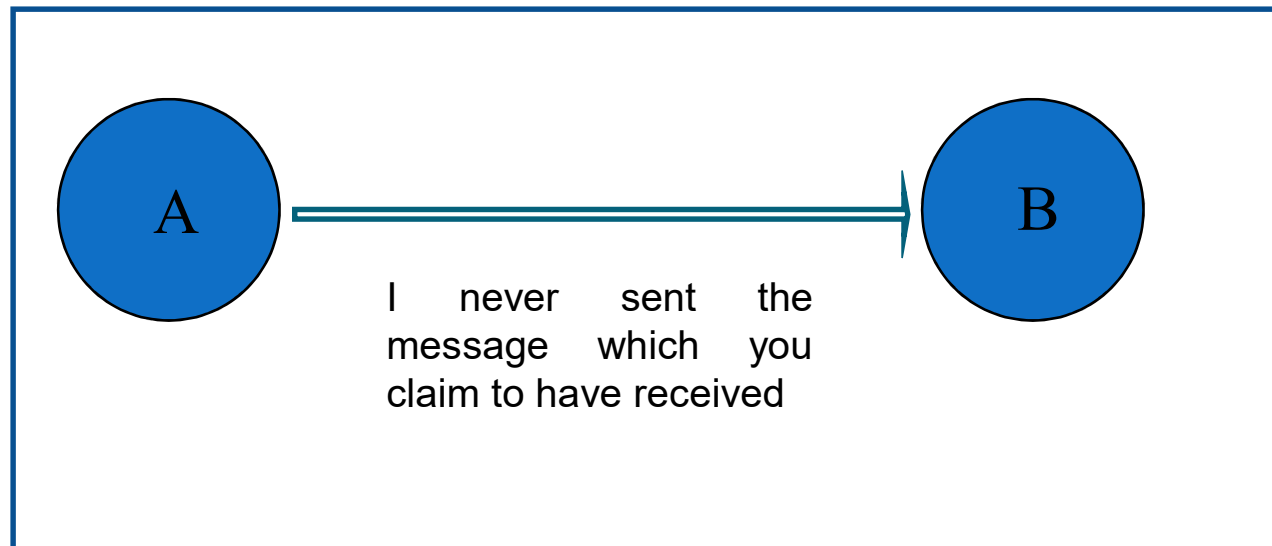 A
B
I never sent the
message which you
claim to have received